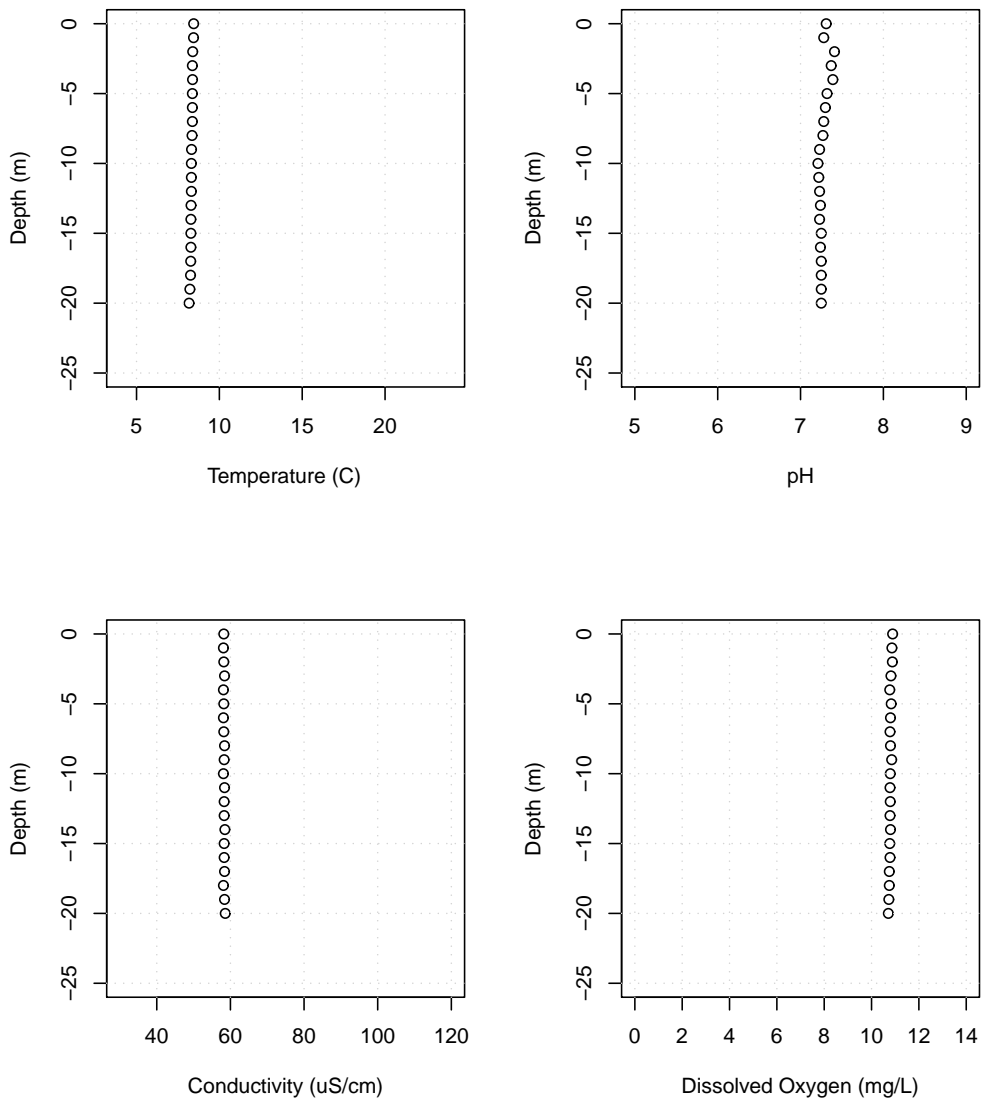 0
−5
−10
−15
−20
−25
Depth (m)
5 10 15 20
Temperature (C)
0
−5
−10
−15
−20
−25
Depth (m)
5 6 7 8 9
pH
0
−5
−10
−15
−20
−25
Depth (m)
40 60 80 100 120
Conductivity (uS/cm)
0
−5
−10
−15
−20
−25
Depth (m)
0 2 4 6 8 10 12 14
Dissolved Oxygen (mg/L)